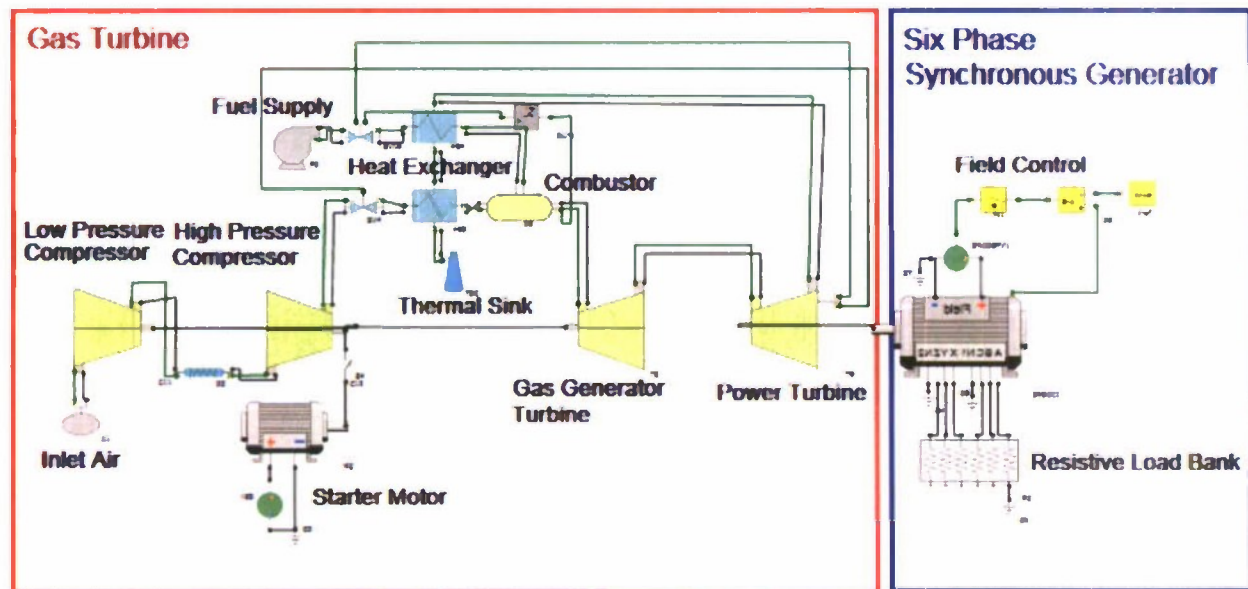 Gas Turbine
Six Phase
Synchronous Generator
Fuel Supply
Heat Exchanger
Combustor
Field Control
Low Pressure
Compressor
High Pressure
Compressor
Thermal Sink
Field
Gas Generator
Turbine
Power Turbine
Inlet Air
Starter Motor
Resistive Load Bank